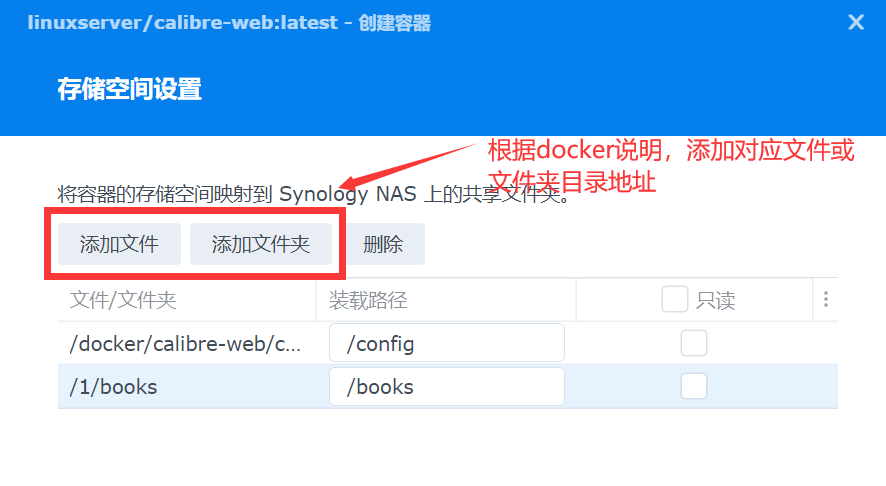 linuxserver/calibre-web:latest - 创建容器
存储空间设置
根据docker说明，添加对应文件或
文件夹目录地址
将容器的存储空间映射到 Synology NAS 上的共享文件夹。
添加文件 添加文件夹 删除
文件/文件夹 装载路径 只读
/docker/calibre-web/c... /config
/1/books /books